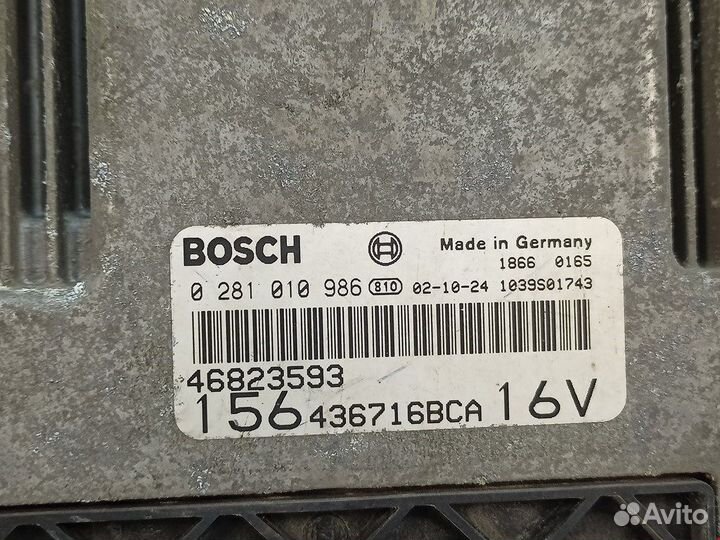 BOSCH
Made in Germany
1866 0165
0 281 010 986 810 02-10-24 1039S01743
46823593
156 436716BCA 16V
Avito